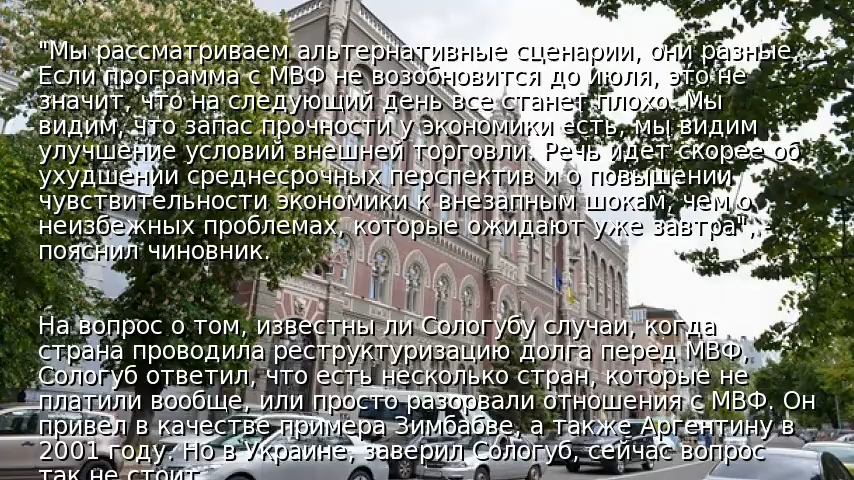 "Мы рассматриваем альтернативные сценарии, они разные.
Если программа с МВФ не возобновится до июля, это не
значит, что на следующий день все станет плохо. Мы
видим, что запас прочности у экономики есть, мы видим
улучшение условий внешней торговли. Речь идет скорее об
ухудшении среднесрочных перспектив и о повышении
чувствительности экономики к внезапным шокам, чем о
неизбежных проблемах, которые ожидают уже завтра", -
пояснил чиновник.
На вопрос о том, известны ли Сологубу случаи, когда
страна проводила реструктуризацию долга перед МВФ,
Сологуб ответил, что есть несколько стран, которые не
платили вообще, или просто разорвали отношения с МВФ. Он
привел в качестве примера Зимбабве, а также Аргентину в
2001 году. Но в Украине, заверил Сологуб, сейчас вопрос
так не стоит.